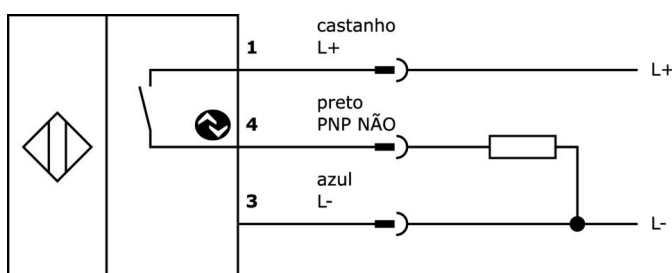 castanho
1 L+
L+
preto
4 PNP NÃO
azul
3 L-
L-